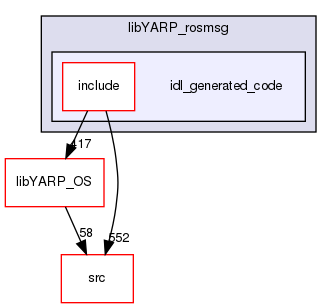 libYARP_rosmsg
include
idl_generated_code
417
libYARP_OS
58
552
src